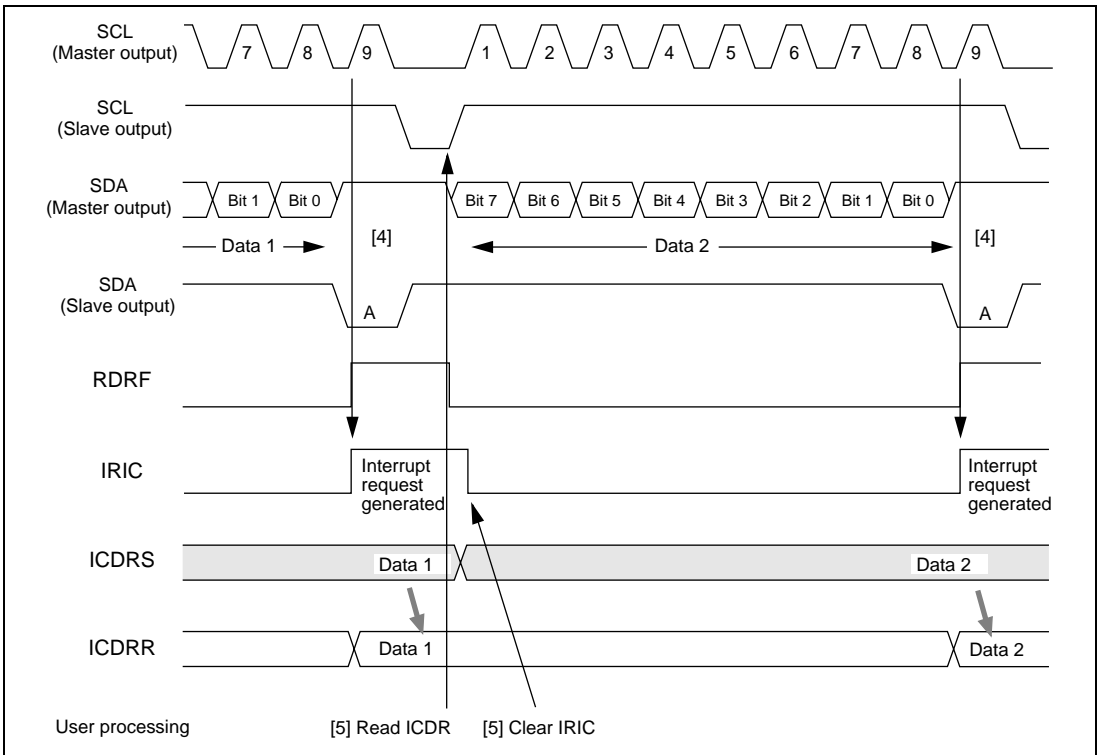 SCL
(Master output)
7 8 9 1 2 3 4 5 6 7 8 9
SCL
(Slave output)
SDA
(Master output)
Bit 1 Bit 0 Bit 7 Bit 6 Bit 5 Bit 4 Bit 3 Bit 2 Bit 1 Bit 0
Data 1 [4] Data 2 [4]
SDA
(Slave output)
A A
RDRF
IRIC
Interrupt
request
generated
Interrupt
request
generated
ICDRS
Data 1 Data 2
ICDRR
Data 1 Data 2
User processing [5] Read ICDR [5] Clear IRIC